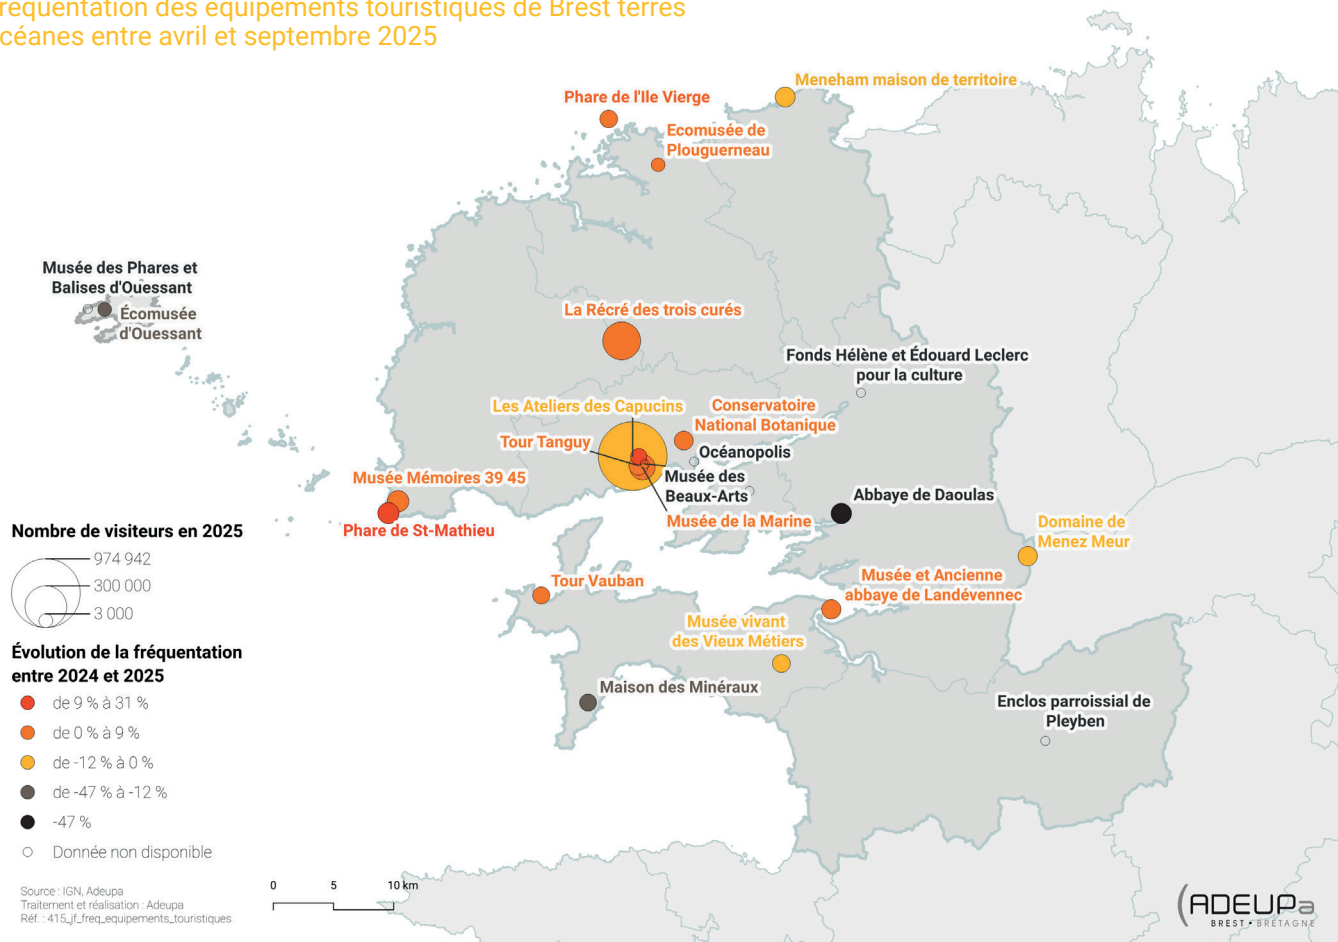 réquentation des équipements touristiques de Brest terres
céanes entre avril et septembre 2025
Meneham maison de territoire
Phare de l'Ile Vierge
Ecomusée de
Plouguerneau
Musée des Phares et
Balises d'Ouessant
Écomusée
d'Ouessant
La Récré des trois curés
Fonds Hélène et Édouard Leclerc
pour la culture
Les Ateliers des Capucins
Conservatoire
National Botanique
Tour Tanguy
Océanopolis
Musée des
Beaux-Arts
Musée Mémoires 39 45
Abbaye de Daoulas
Musée de la Marine
Phare de St-Mathieu
Domaine de
Menez Meur
Tour Vauban
Musée et Ancienne
abbaye de Landévennec
Musée vivant
des Vieux Métiers
Maison des Minéraux
Enclos parroissial de
Pleyben
Nombre de visiteurs en 2025
974 942
300 000
3 000
Évolution de la fréquentation
entre 2024 et 2025
de 9 % à 31 %
de 0 % à 9 %
de -12 % à 0 %
de -47 % à -12 %
-47 %
Donnée non disponible
Source : IGN, Adeupa
Traitement et réalisation : Adeupa
Réf. : 415_jf_freq_equipements_touristiques
0 5 10 km
ADEUPa
BREST • BRETAGNE